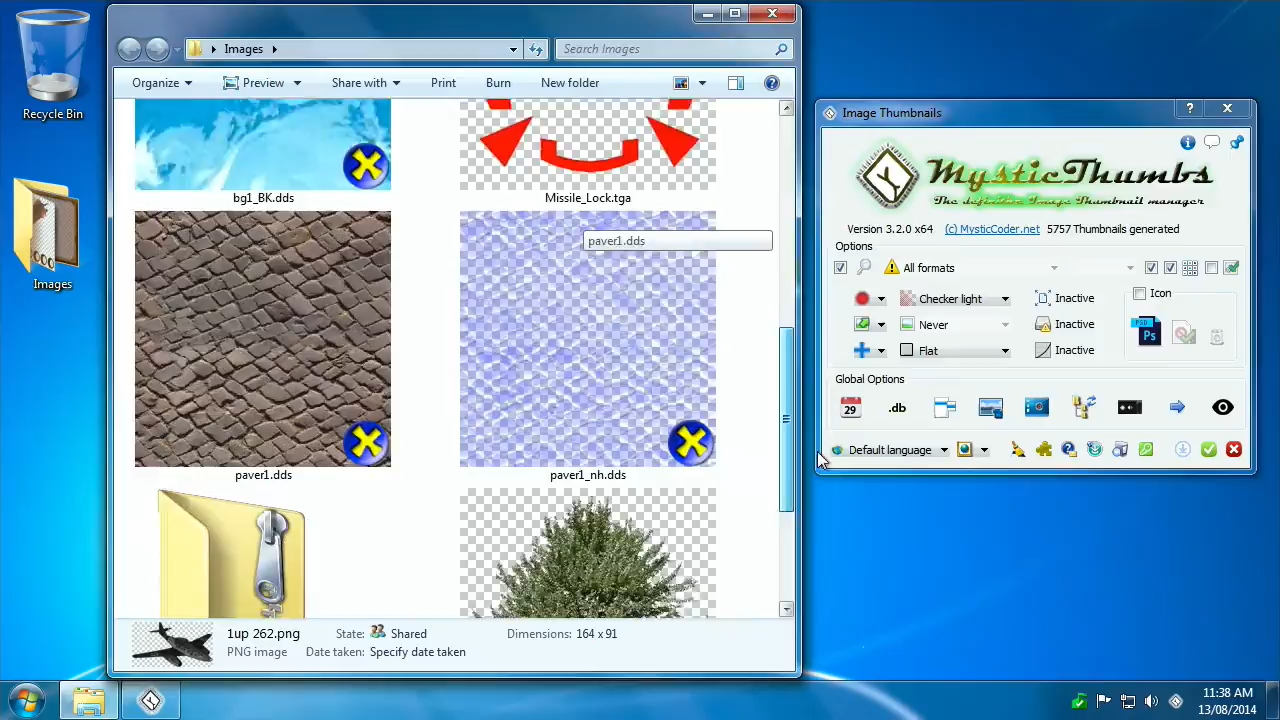 Recycle Bin
Images
Images
Search Images
Organize
Preview
Share with
Print
Burn
New folder
bg1_BK.dds
Missile_Lock.tga
paver1.dds
paver1.dds
paver1_nh.dds
1up 262.png
State: Shared
Dimensions: 164 x 91
PNG image
Date taken: Specify date taken
Image Thumbnails
MysticThumbs
The definitive Image Thumbnail manager
Version 3.2.0 x64
(c) MysticCoder.net
5757 Thumbnails generated
Options
All formats
Checker light
Inactive
Icon
Never
Inactive
PSD
Ps
Flat
Inactive
Global Options
29
.db
Default language
11:38 AM
13/08/2014